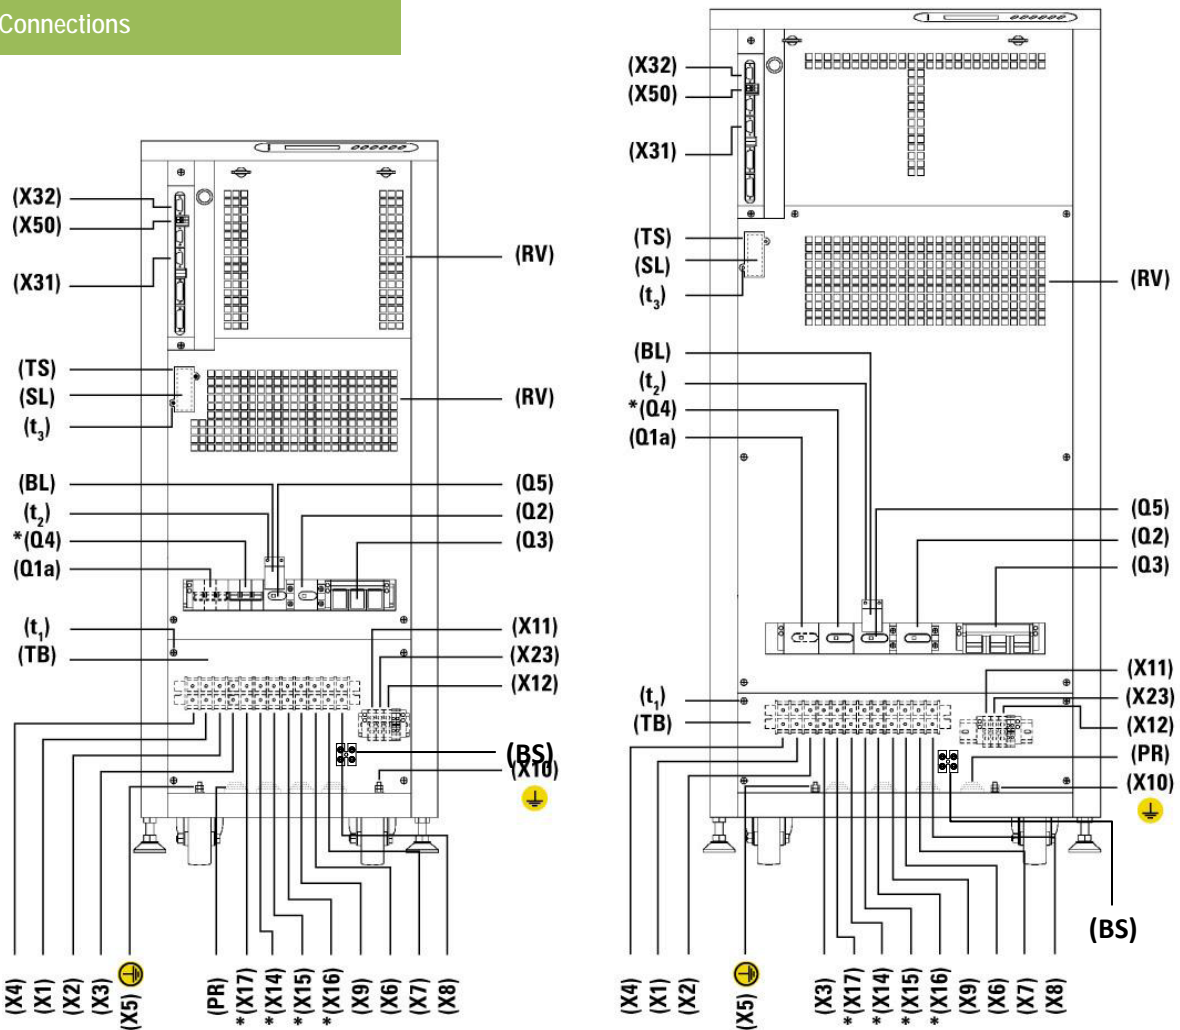 Connections
(X32)
(X50)
(X31)
(TS)
(SL)
(t3)
(BL)
(t2)
*(Q4)
(Q1a)
(t1)
(TB)
(RV)
(RV)
(Q5)
(Q2)
(Q3)
(X11)
(X23)
(X12)
(BS)
(X10)
(X4)
(X1)
(X2)
(X3)
(X5)
(PR)
*(X17)
*(X14)
*(X15)
*(X16)
(X9)
(X6)
(X7)
(X8)
(X32)
(X50)
(X31)
(TS)
(SL)
(t3)
(BL)
(t2)
*(Q4)
(Q1a)
(t1)
(TB)
(RV)
(Q5)
(Q2)
(Q3)
(X11)
(X23)
(X12)
(PR)
(X10)
(BS)
(X4)
(X1)
(X2)
(X5)
(X3)
*(X17)
*(X14)
*(X15)
*(X16)
(X9)
(X6)
(X7)
(X8)